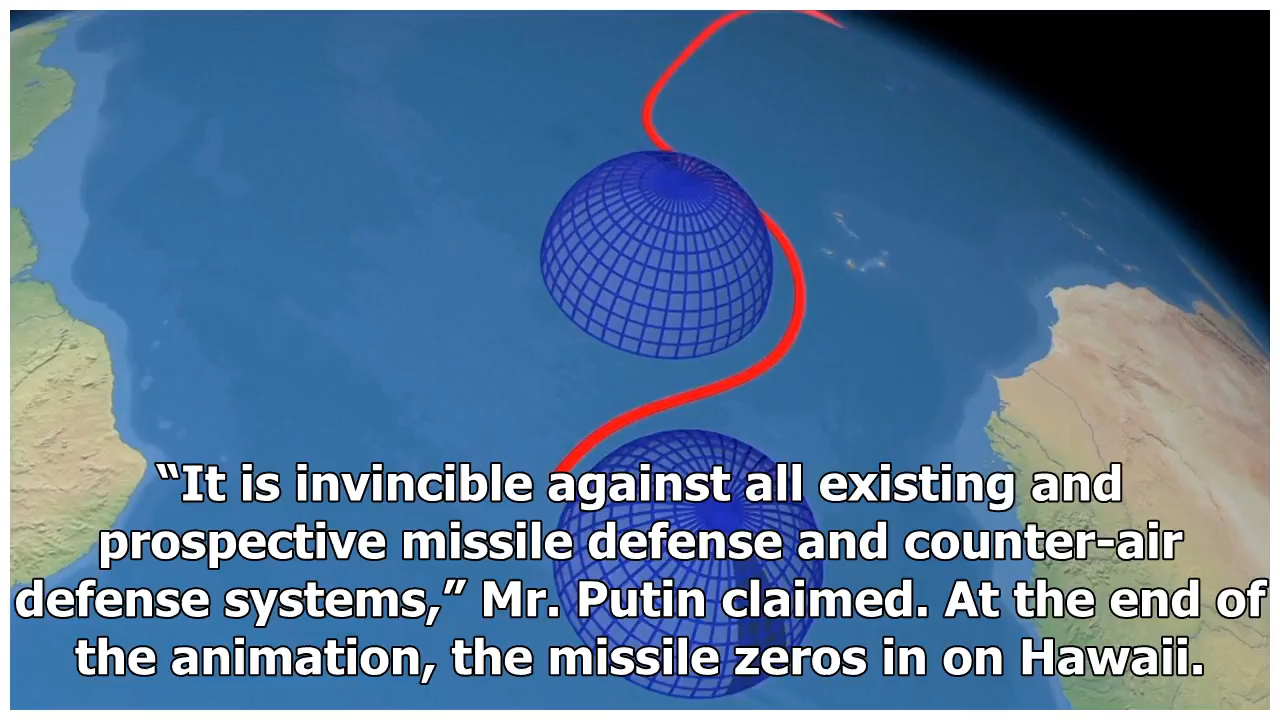 “It is invincible against all existing and
prospective missile defense and counter-air
defense systems,” Mr. Putin claimed. At the end of
the animation, the missile zeros in on Hawaii.